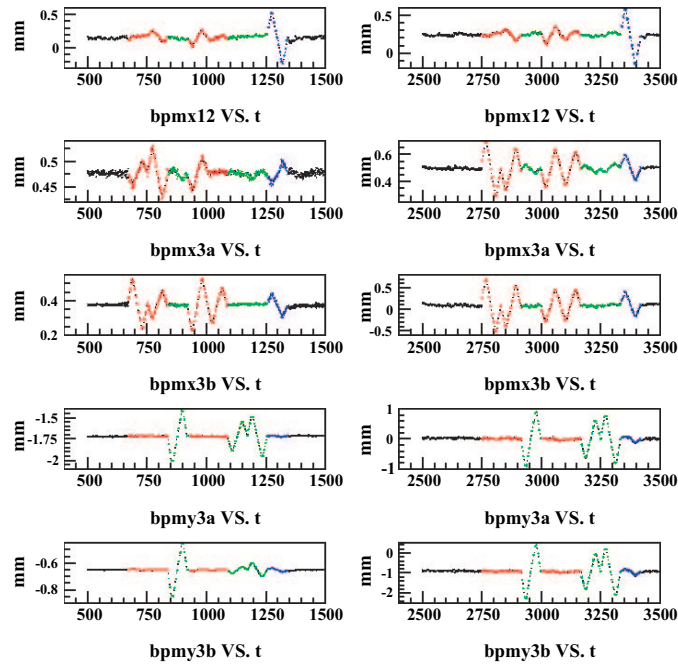 mm 0.5 0
500 750 1000 1250 1500
bpmx12 VS. t
mm 0.5 0
2500 2750 3000 3250 3500
bpmx12 VS. t
mm 0.5 0.45
500 750 1000 1250 1500
bpmx3a VS. t
mm 0.6 0.4
2500 2750 3000 3250 3500
bpmx3a VS. t
mm 0.4 0.2
500 750 1000 1250 1500
bpmx3b VS. t
mm 0.5 0 -0.5
2500 2750 3000 3250 3500
bpmx3b VS. t
mm -1.5 -1.75 -2
500 750 1000 1250 1500
bpmy3a VS. t
mm 1 0 -1
2500 2750 3000 3250 3500
bpmy3a VS. t
mm -0.6 -0.8
500 750 1000 1250 1500
bpmy3b VS. t
mm 0 -1 -2
2500 2750 3000 3250 3500
bpmy3b VS. t